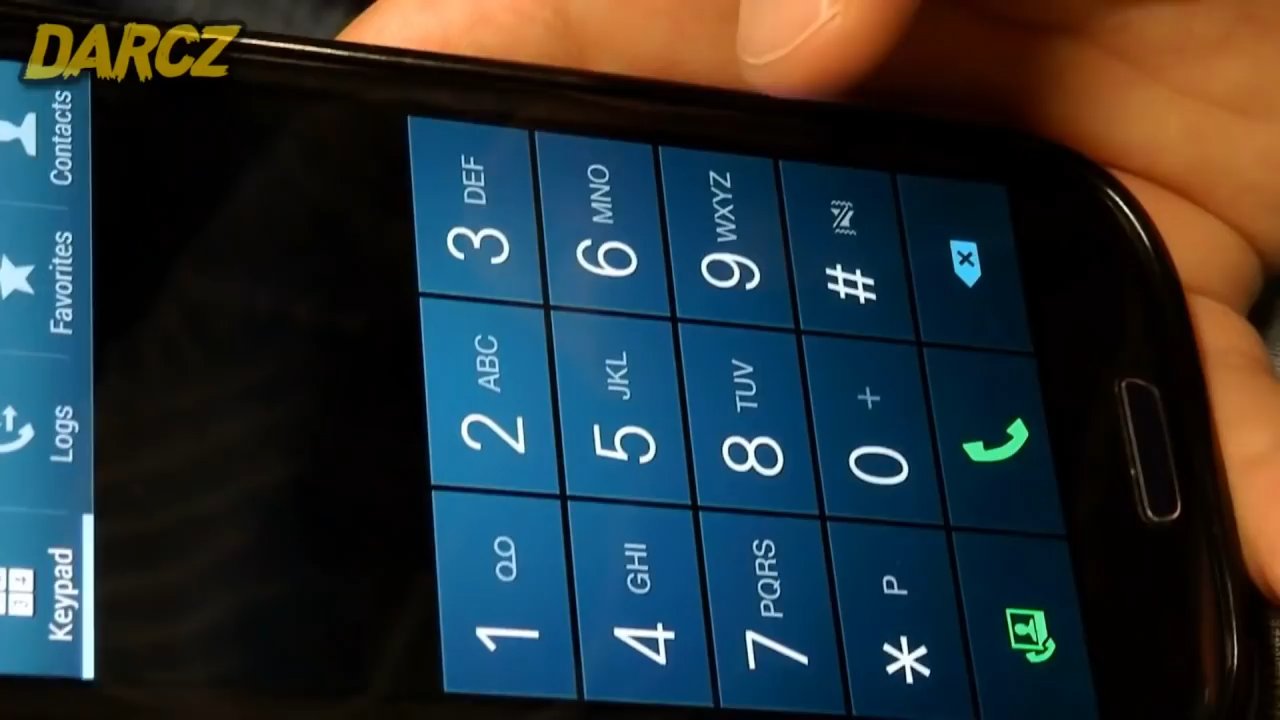 DARCZ
Keypad
Logs
Favorites
Contacts
1
2 ABC
3 DEF
4 GHI
5 JKL
6 MNO
7 PQRS
8 TUV
9 WXYZ
* P
0 +
#